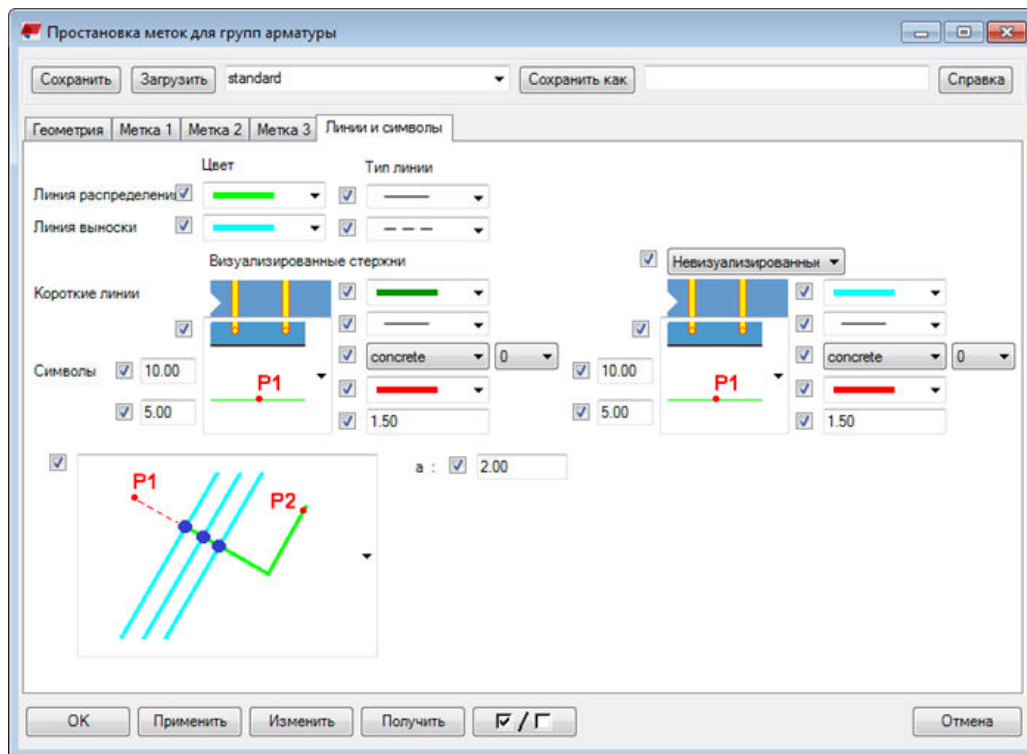 Простановка меток для групп арматуры
Сохранить Загрузить standard Сохранить как Справка
Геометрия Метка 1 Метка 2 Метка 3 Линии и символы
Цвет Тип линии
Линия распределени
Линия выноски
Визуализированные стержни Невизуализированных
Короткие линии
concrete 0 concrete 0
Символы 10.00 P1 10.00 P1
5.00 1.50 5.00 1.50
P1 P2 a : 2.00
OK Применить Изменить Получить / Отмена